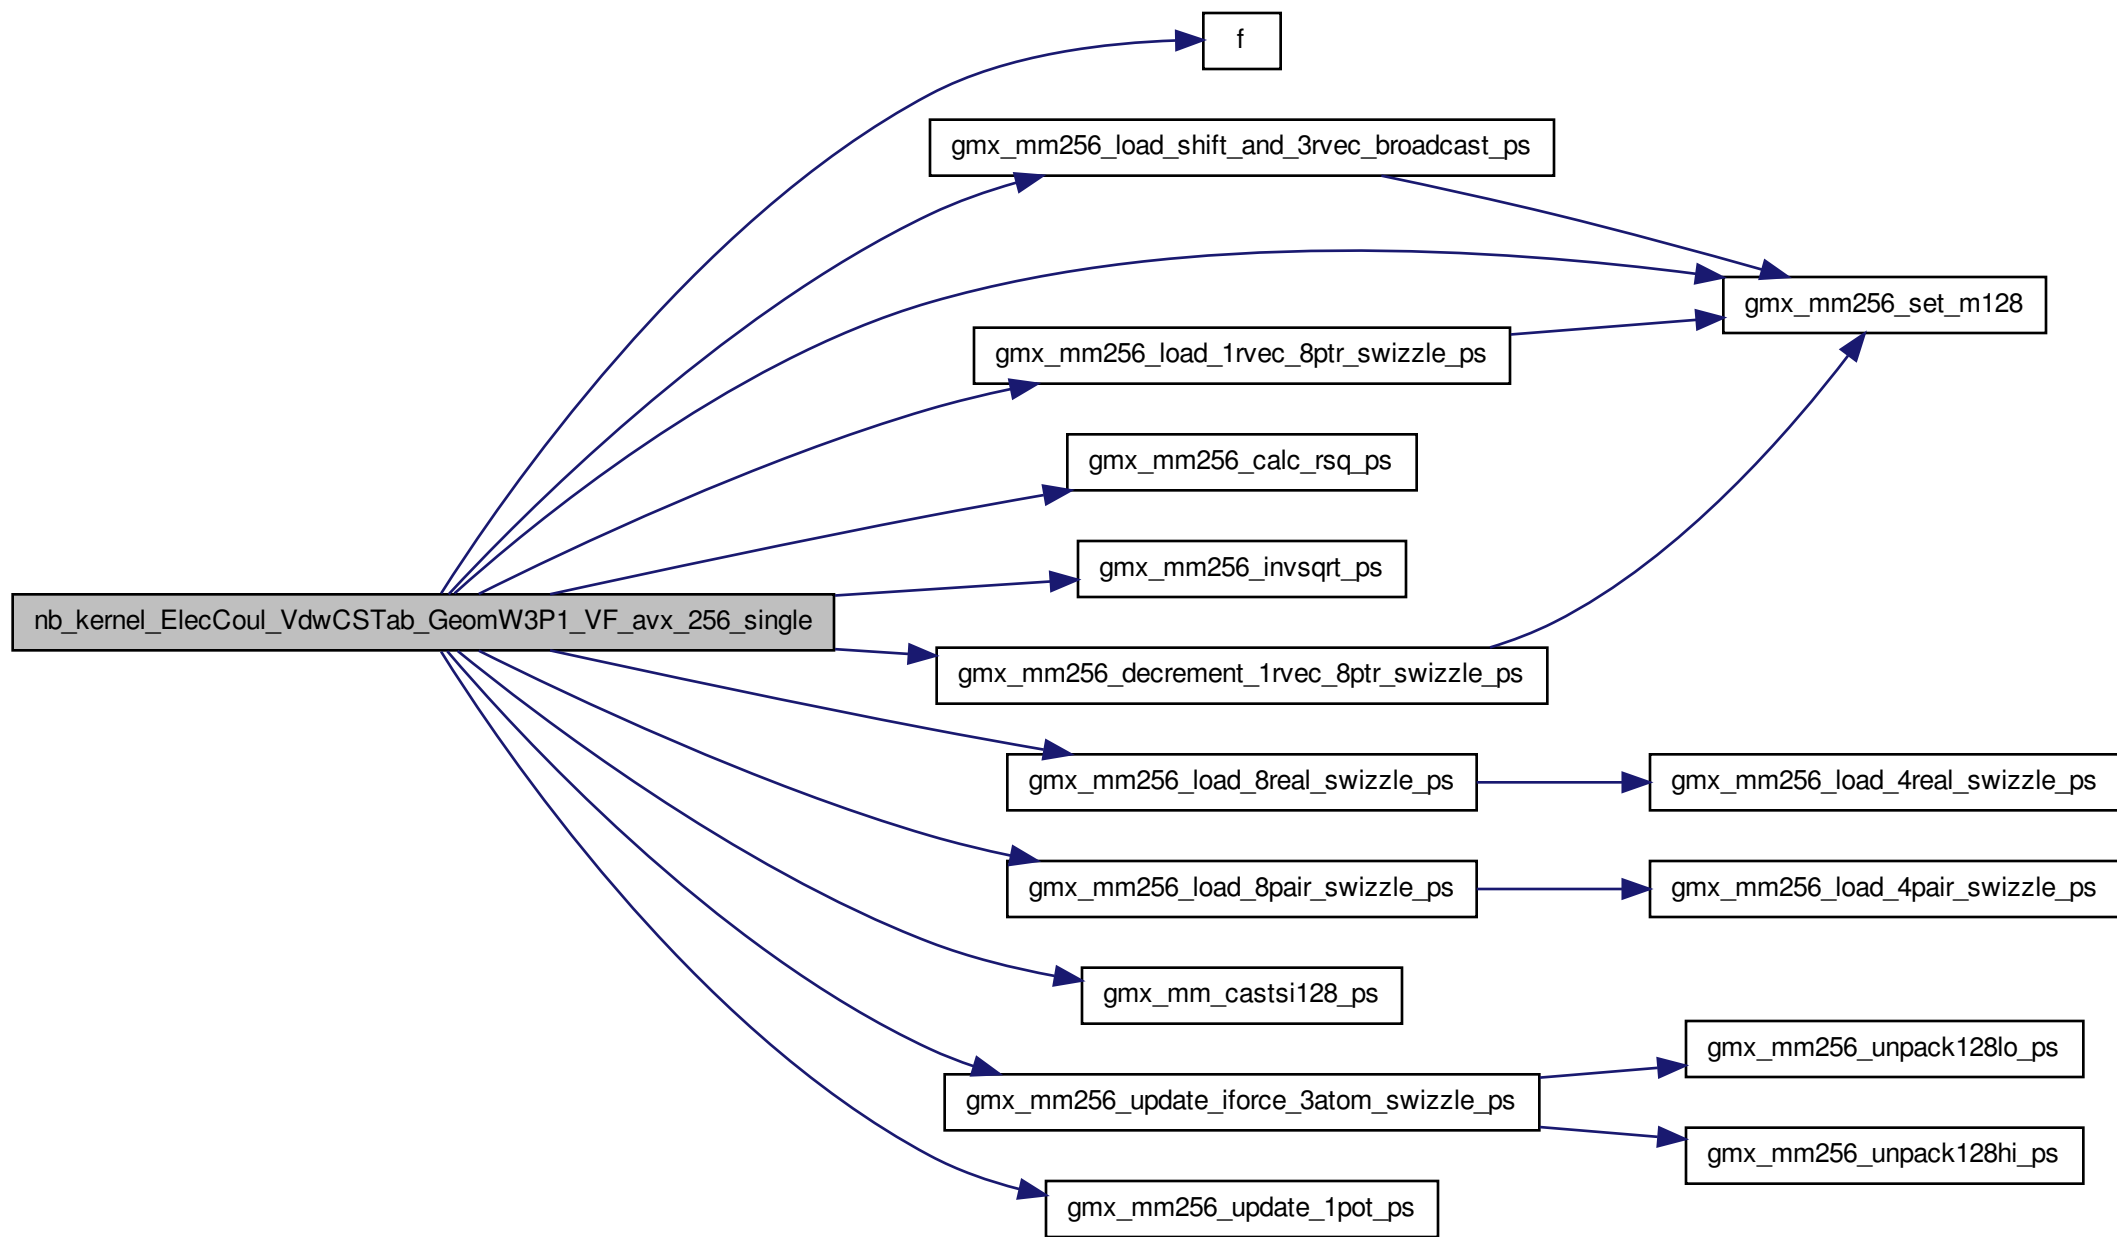 f
gmx_mm256_load_shift_and_3rvec_broadcast_ps
gmx_mm256_set_m128
gmx_mm256_load_1rvec_8ptr_swizzle_ps
gmx_mm256_calc_rsq_ps
gmx_mm256_invsqrt_ps
nb_kernel_ElecCoul_VdwCSTab_GeomW3P1_VF_avx_256_single
gmx_mm256_decrement_1rvec_8ptr_swizzle_ps
gmx_mm256_load_8real_swizzle_ps
gmx_mm256_load_4real_swizzle_ps
gmx_mm256_load_8pair_swizzle_ps
gmx_mm256_load_4pair_swizzle_ps
gmx_mm_castsi128_ps
gmx_mm256_unpack128lo_ps
gmx_mm256_update_iforce_3atom_swizzle_ps
gmx_mm256_unpack128hi_ps
gmx_mm256_update_1pot_ps